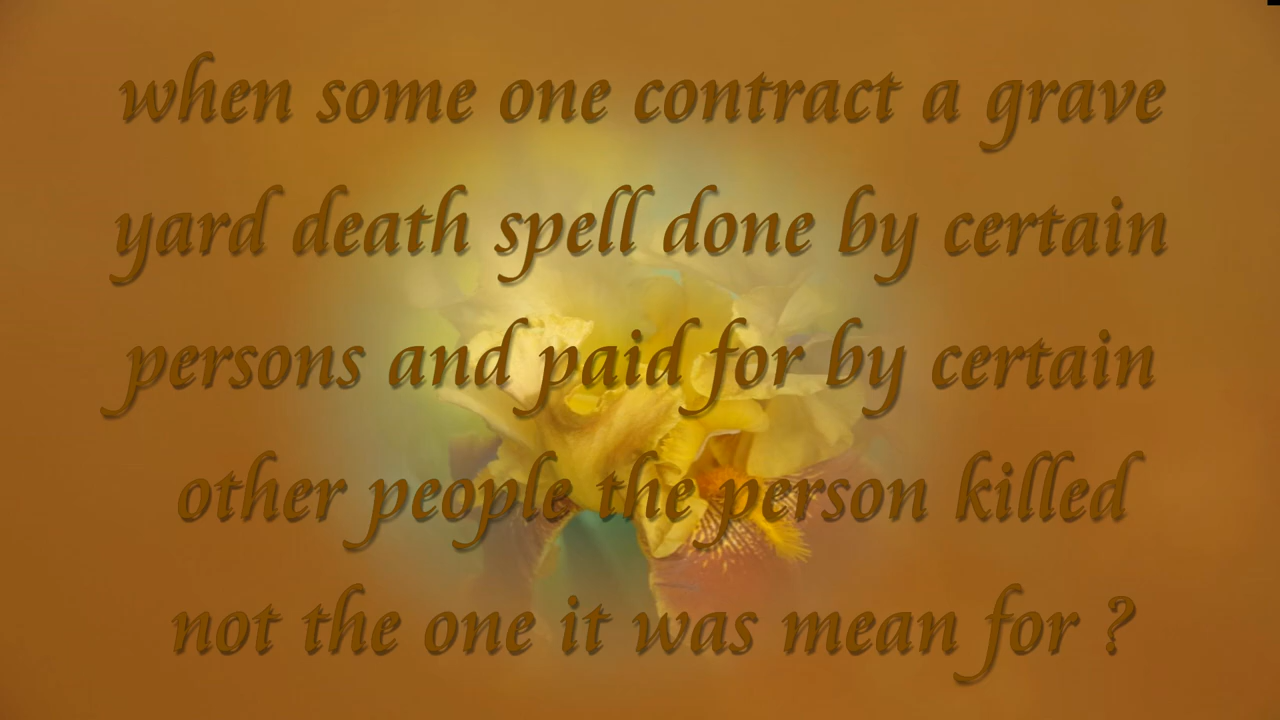 when some one contract a grave
yard death spell done by certain
persons and paid for by certain
other people the person killed
not the one it was mean for ?